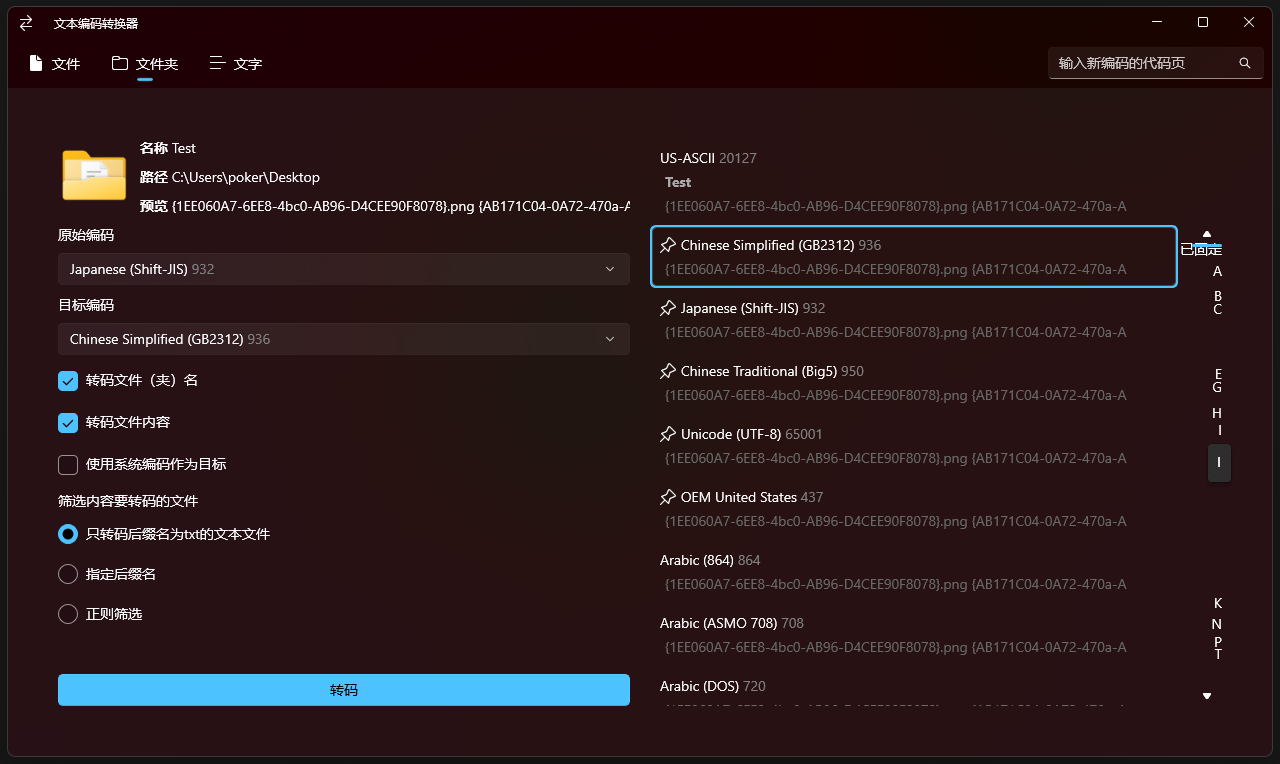 文本编码转换器
文件
文件夹
文字
输入新编码的代码页
名称 Test
路径 C:\Users\poker\Desktop
预览 {1EE060A7-6EE8-4bc0-AB96-D4CEE90F8078}.png {AB171C04-0A72-470a-A
原始编码
Japanese (Shift-JIS) 932
目标编码
Chinese Simplified (GB2312) 936
转码文件（夹）名
转码文件内容
使用系统编码作为目标
筛选内容要转码的文件
只转码后缀名为txt的文本文件
指定后缀名
正则筛选
转码
US-ASCII 20127
Test
{1EE060A7-6EE8-4bc0-AB96-D4CEE90F8078}.png {AB171C04-0A72-470a-A
Chinese Simplified (GB2312) 936
{1EE060A7-6EE8-4bc0-AB96-D4CEE90F8078}.png {AB171C04-0A72-470a-A
Japanese (Shift-JIS) 932
{1EE060A7-6EE8-4bc0-AB96-D4CEE90F8078}.png {AB171C04-0A72-470a-A
Chinese Traditional (Big5) 950
{1EE060A7-6EE8-4bc0-AB96-D4CEE90F8078}.png {AB171C04-0A72-470a-A
Unicode (UTF-8) 65001
{1EE060A7-6EE8-4bc0-AB96-D4CEE90F8078}.png {AB171C04-0A72-470a-A
OEM United States 437
{1EE060A7-6EE8-4bc0-AB96-D4CEE90F8078}.png {AB171C04-0A72-470a-A
Arabic (864) 864
{1EE060A7-6EE8-4bc0-AB96-D4CEE90F8078}.png {AB171C04-0A72-470a-A
Arabic (ASMO 708) 708
{1EE060A7-6EE8-4bc0-AB96-D4CEE90F8078}.png {AB171C04-0A72-470a-A
Arabic (DOS) 720
已固定
A
B
C
E
G
H
I
I
K
N
P
T